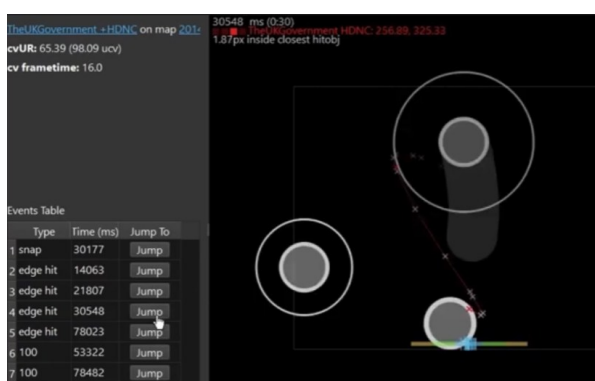 TheUKGovernment +HDNC on map 201
cvUR: 65.39 (98.09 ucv)
cv frametime: 16.0
30548 ms (0:30)
TheUKGovernment HDNC: 256.89, 325.33
1.87px inside closest hitobj
Events Table
Type Time (ms) Jump To
1 snap 30177 Jump
2 edge hit 14063 Jump
3 edge hit 21807 Jump
4 edge hit 30548 Jump
5 edge hit 78023 Jump
6 100 53322 Jump
7 100 78482 Jump